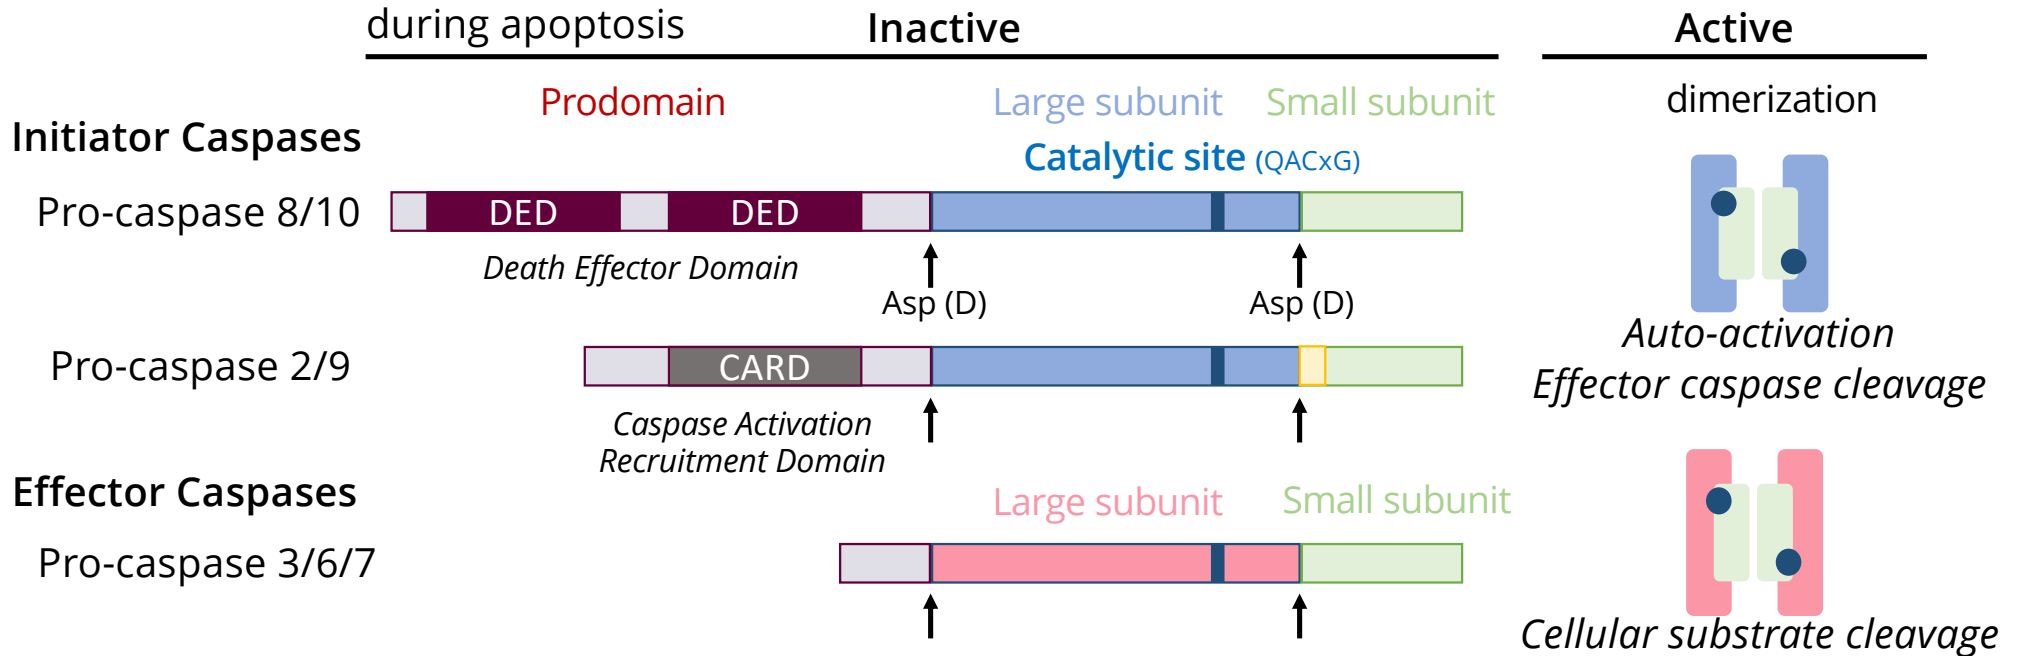 during apoptosis
Inactive
Active
Prodomain
Large subunit
Small subunit
dimerization
Initiator Caspases
Catalytic site (QACxG)
Pro-caspase 8/10
DED
DED
Death Effector Domain
Asp (D)
Asp (D)
Auto-activation
Effector caspase cleavage
Pro-caspase 2/9
CARD
Caspase Activation
Recruitment Domain
Effector Caspases
Large subunit
Small subunit
Pro-caspase 3/6/7
Cellular substrate cleavage